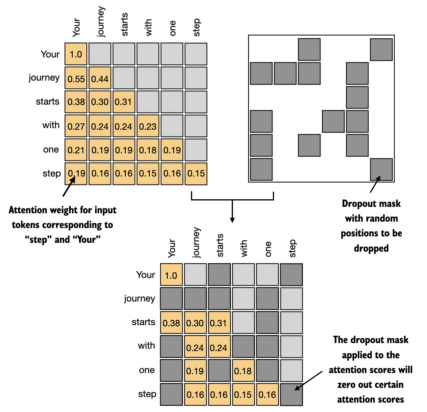 Your journey starts with one step
Your 1.0
journey 0.55 0.44
starts 0.38 0.30 0.31
with 0.27 0.24 0.24 0.23
one 0.21 0.19 0.19 0.18 0.19
step 0.19 0.16 0.16 0.15 0.16 0.15
Attention weight for input
tokens corresponding to
“step” and “Your”
Dropout mask
with random
positions to be
dropped
Your journey starts with one step
Your 1.0
journey
starts 0.38 0.30 0.31
with 0.24 0.24
one 0.19 0.18
step 0.16 0.16 0.15 0.16
The dropout mask
applied to the
attention scores will
zero out certain
attention scores